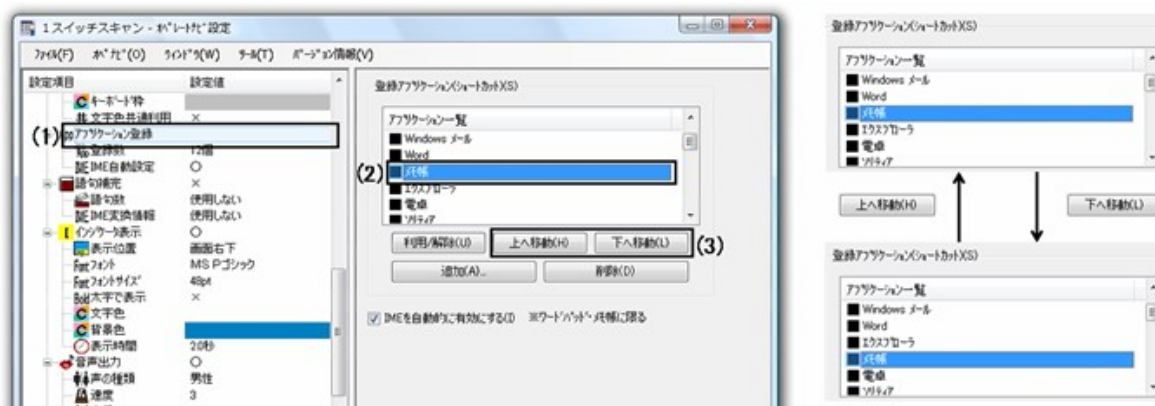 1スイッチスキャン - オペレートナビ設定
ファイル(F) オペナビ(O) ウィンドウ(W) ツール(T) バージョン情報(V)
設定項目 設定値
キーボード枠
文字色共通利用 ×
(1) アプリケーション登録
登録数 12個
IME自動設定 ○
語句補完 ×
語句数 使用しない
IME変換情報 使用しない
インジケータ表示 ○
表示位置 画面右下
フォント MS Pゴシック
フォントサイズ 48pt
太字で表示 ×
文字色
背景色
表示時間 20秒
音声出力 ○
声の種類 男性
速度 3
登録アプリケーション(ショートカット)(S)
アプリケーション一覧
Windows メール
Word
(2) メモ帳
エクスプローラ
電卓
ソリティア
利用/解除(U) 上へ移動(H) 下へ移動(L) (3)
追加(A)... 削除(D)
IMEを自動的に有効にする(I) ※ワードパッド・メモ帳に限る
登録アプリケーション(ショートカット)(S)
アプリケーション一覧
Windows メール
Word
メモ帳
エクスプローラ
電卓
ソリティア
上へ移動(H) 下へ移動(L)
登録アプリケーション(ショートカット)(S)
アプリケーション一覧
Windows メール
Word
エクスプローラ
メモ帳
電卓
ソリティア